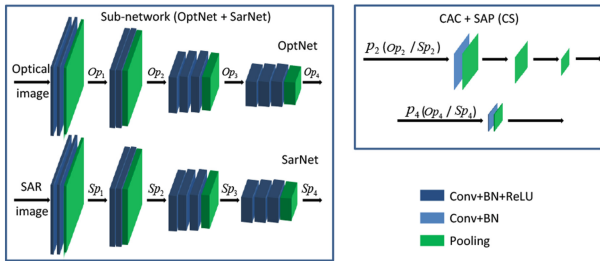 Sub-network (OptNet + SarNet)
OptNet
Optical
image
Op1
Op2
Op3
Op4
SarNet
SAR
image
Sp1
Sp2
Sp3
Sp4
CAC + SAP (CS)
p2(Op2/Sp2)
p4(Op4/Sp4)
Conv+BN+ReLU
Conv+BN
Pooling